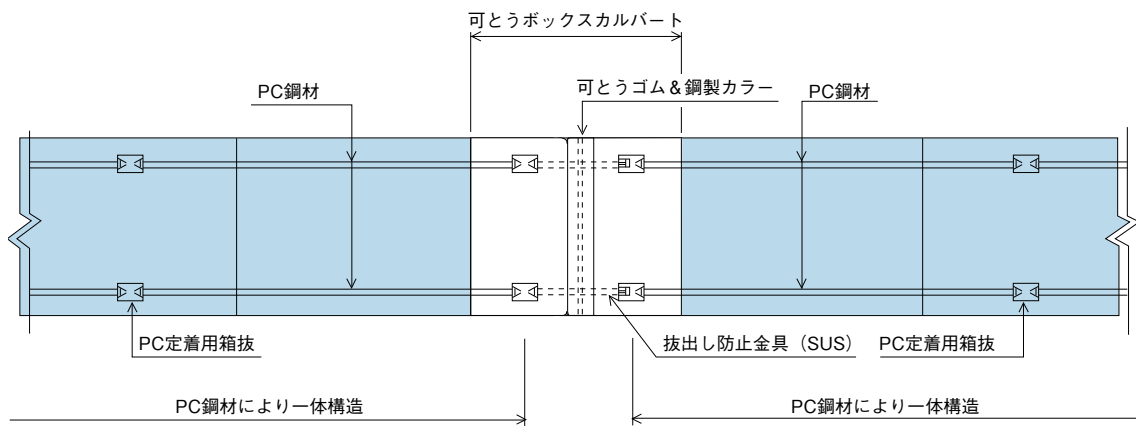 可とうボックスカルバート
可とうゴム＆鋼製カラー
PC鋼材
PC鋼材
PC定着用箱抜
抜出し防止金具（SUS）
PC定着用箱抜
PC鋼材により一体構造
PC鋼材により一体構造